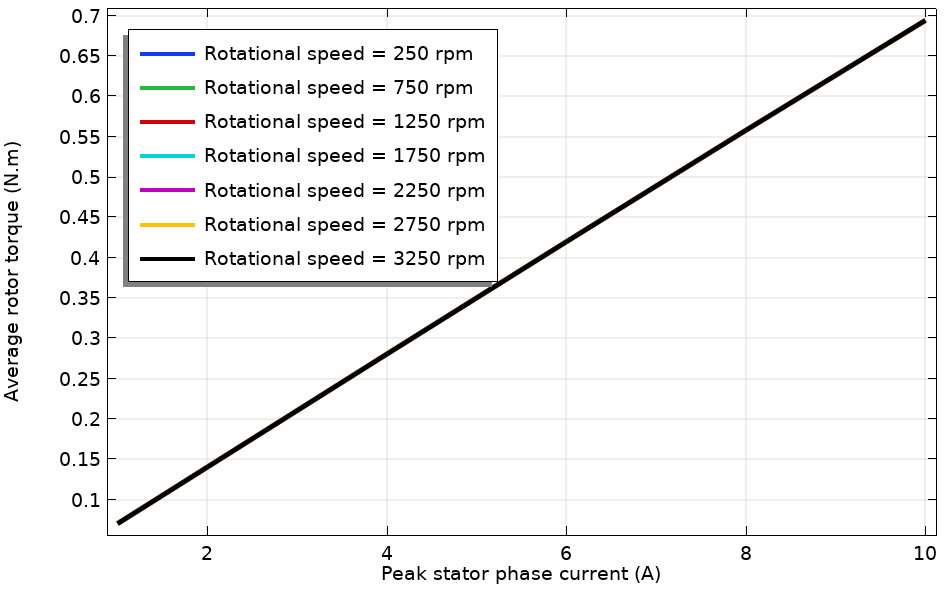 0.7
0.65
0.6
0.55
0.5
0.45
0.4
0.35
0.3
0.25
0.2
0.15
0.1
Average rotor torque (N.m)
Rotational speed = 250 rpm
Rotational speed = 750 rpm
Rotational speed = 1250 rpm
Rotational speed = 1750 rpm
Rotational speed = 2250 rpm
Rotational speed = 2750 rpm
Rotational speed = 3250 rpm
2 4 6 8 10
Peak stator phase current (A)